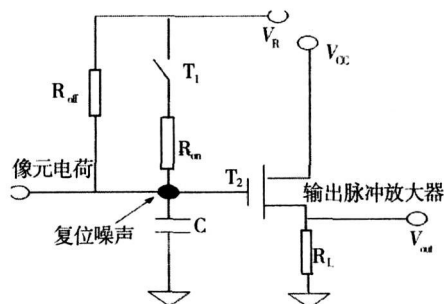 V_R
V_CC
T_1
R_off
R_on
像元电荷
T_2
输出脉冲放大器
复位噪声
C
R_L
V_out